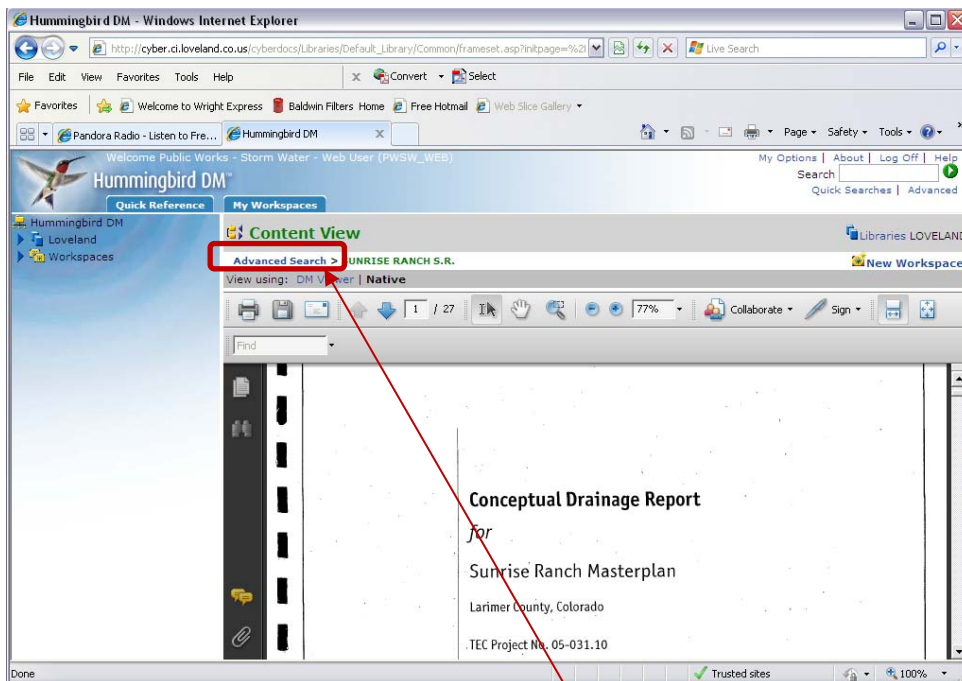 Hummingbird DM - Windows Internet Explorer
http://cyber.ci.loveland.co.us/cyberdocs/Libraries/Default_Library/Common/frameset.asp?initpage=%2 Live Search
File Edit View Favorites Tools Help x Convert Select
Favorites Welcome to Wright Express Baldwin Filters Home Free Hotmail Web Slice Gallery
Pandora Radio - Listen to Fre... Hummingbird DM X Page Safety Tools
Welcome Public Works - Storm Water - Web User (PWSW_WEB) My Options | About | Log Off | Help
Hummingbird DM™ Search
Quick Searches | Advanced
Quick Reference My Workspaces
Hummingbird DM
Loveland
Workspaces
Content View Libraries LOVELAND
Advanced Search > SUNRISE RANCH S.R. New Workspace
View using: DM Viewer | Native
1 / 27 77% Collaborate Sign
Find
Conceptual Drainage Report
for
Sunrise Ranch Masterplan
Larimer County, Colorado
TEC Project No. 05-031.10
Done Trusted sites 100%